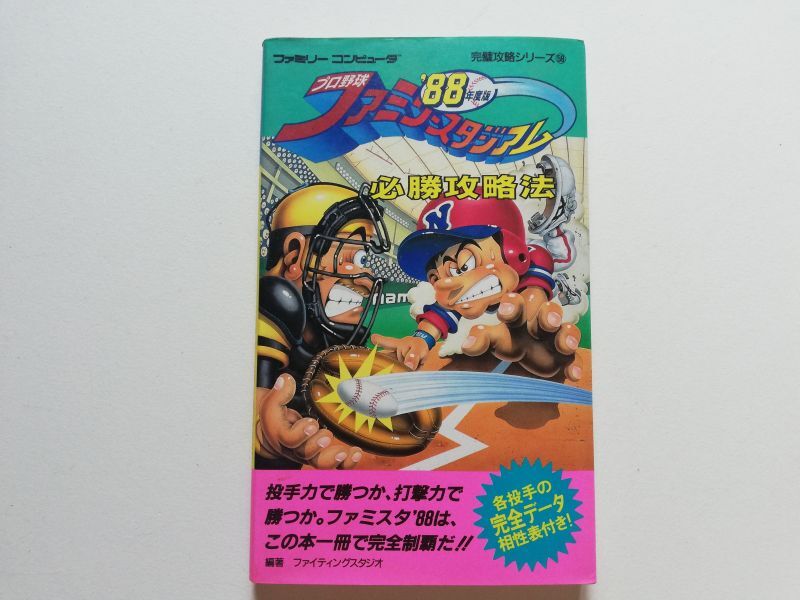 ファミリー コンピュータ™
完璧攻略シリーズ㊳
プロ野球
'88年度版
ファミリースタジアム
必勝攻略法
N
nam
投手力で勝つか、打撃力で
勝つか。ファミスタ'88は、
この本一冊で完全制覇だ!!
編著 ファイティングスタジオ
各投手の
完全データ
相性表付き!